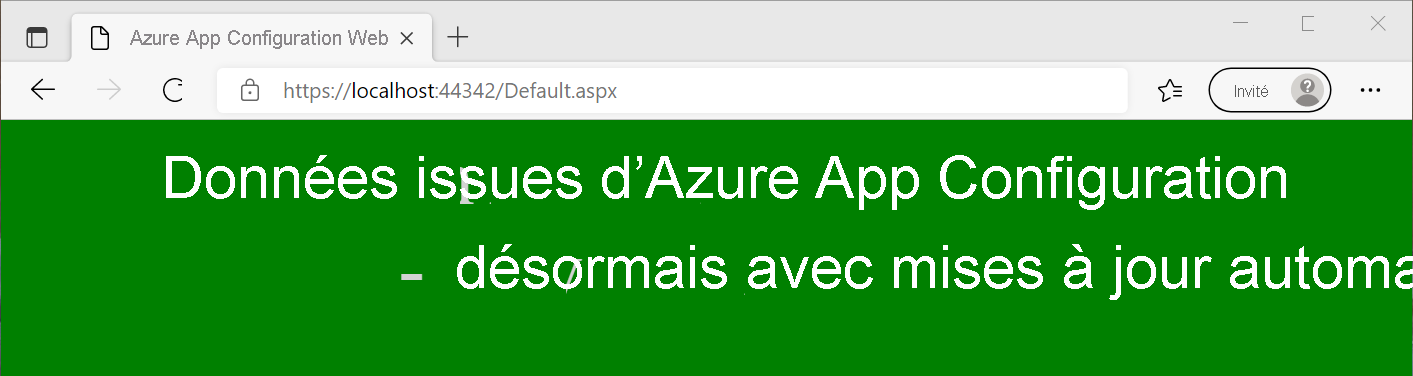 Azure App Configuration Web
https://localhost:44342/Default.aspx
Invité
Données issues d’Azure App Configuration
- désormais avec mises à jour automa